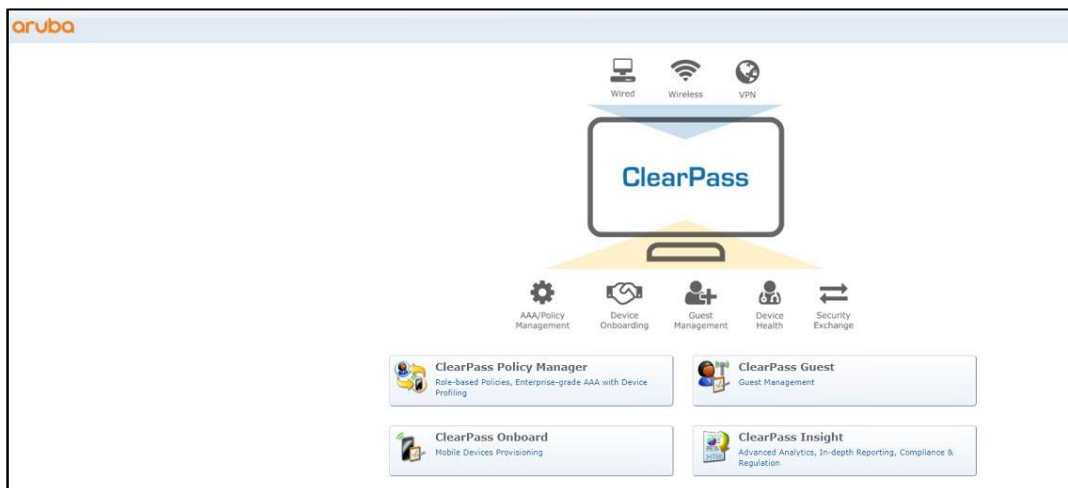 aruba
Wired Wireless VPN
ClearPass
AAA/Policy Management
Device Onboarding
Guest Management
Device Health
Security Exchange
ClearPass Policy Manager
Role-based Policies, Enterprise-grade AAA with Device
Profiling
ClearPass Guest
Guest Management
ClearPass Onboard
Mobile Devices Provisioning
ClearPass Insight
Advanced Analytics, In-depth Reporting, Compliance &
Regulation